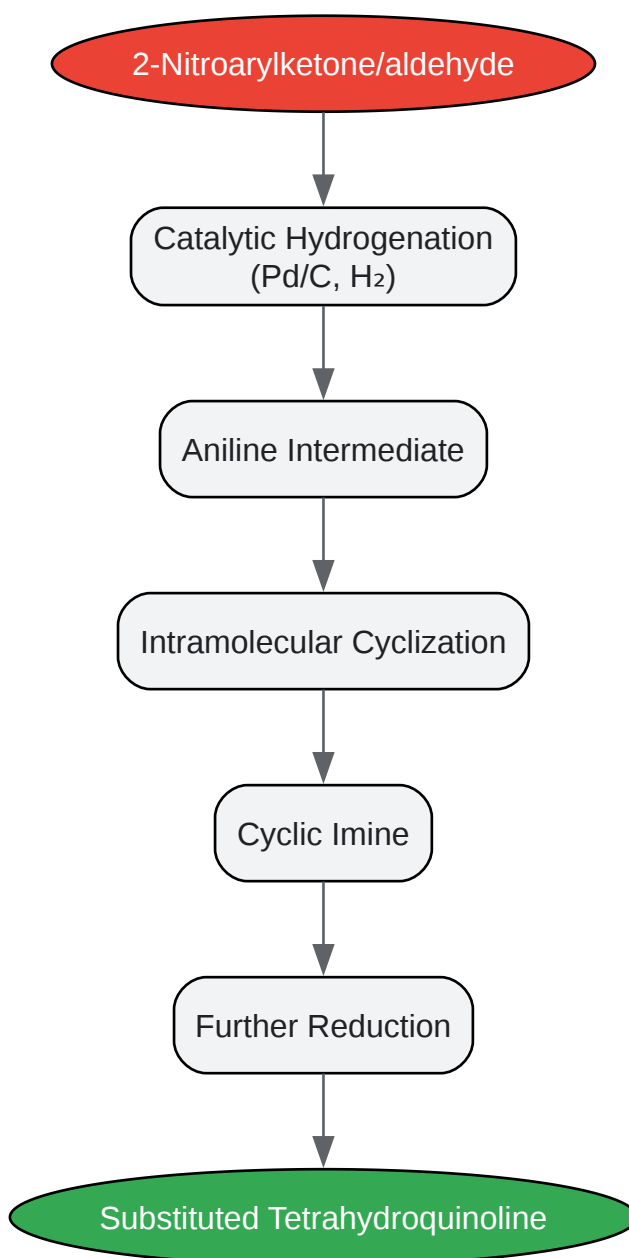 2-Nitroarylketone/aldehyde
Catalytic Hydrogenation
(Pd/C, H₂)
Aniline Intermediate
Intramolecular Cyclization
Cyclic Imine
Further Reduction
Substituted Tetrahydroquinoline